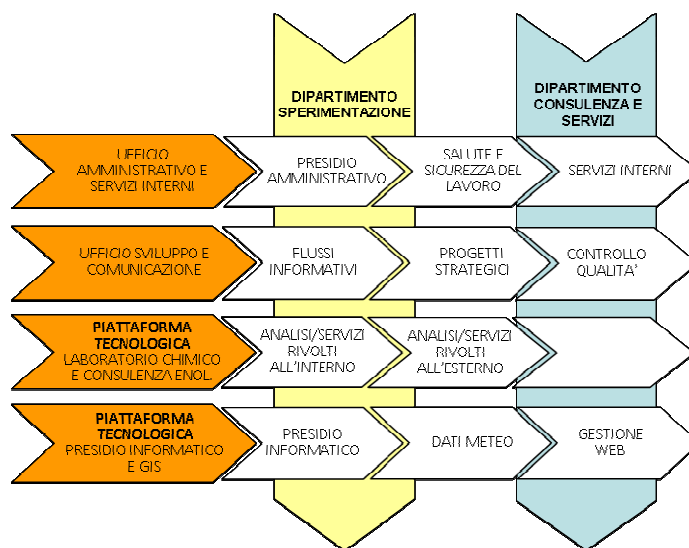 DIPARTIMENTO
SPERIMENTAZIONE
DIPARTIMENTO
CONSULENZA E
SERVIZI
UFFICIO
AMMINISTRATIVO E
SERVIZI INTERNI
PRESIDIO
AMMINISTRATIVO
SALUTE E
SICUREZZA DEL
LAVORO
SERVIZI INTERNI
UFFICIO SVILUPPO E
COMUNICAZIONE
FLUSSI
INFORMATIVI
PROGETTI
STRATEGICI
CONTROLLO
QUALITA’
PIATTAFORMA
TECNOLOGICA
LABORATORIO CHIMICO
E CONSULENZA ENOL.
ANALISI/SERVIZI
RIVOLTI
ALL’INTERNO
ANALISI/SERVIZI
RIVOLTI
ALL’ESTERNO
PIATTAFORMA
TECNOLOGICA
PRESIDIO INFORMATICO
E GIS
PRESIDIO
INFORMATICO
DATI METEO
GESTIONE
WEB